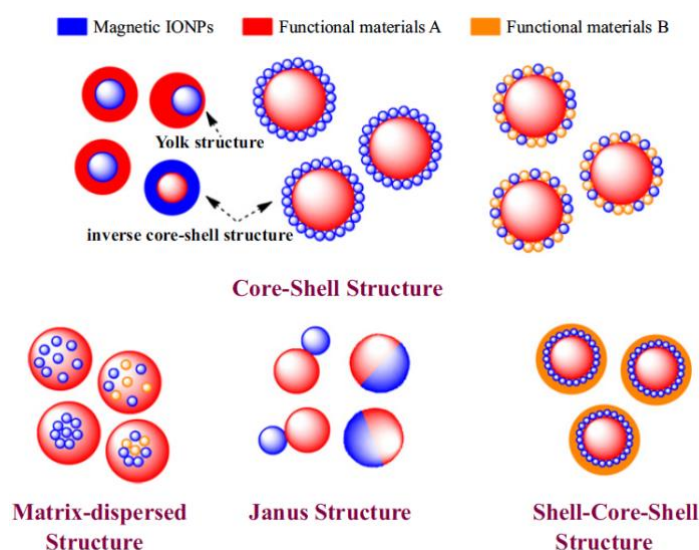 Magnetic IONPs Functional materials A Functional materials B
Yolk structure
inverse core-shell structure
Core-Shell Structure
Matrix-dispersed
Structure
Janus Structure
Shell-Core-Shell
Structure